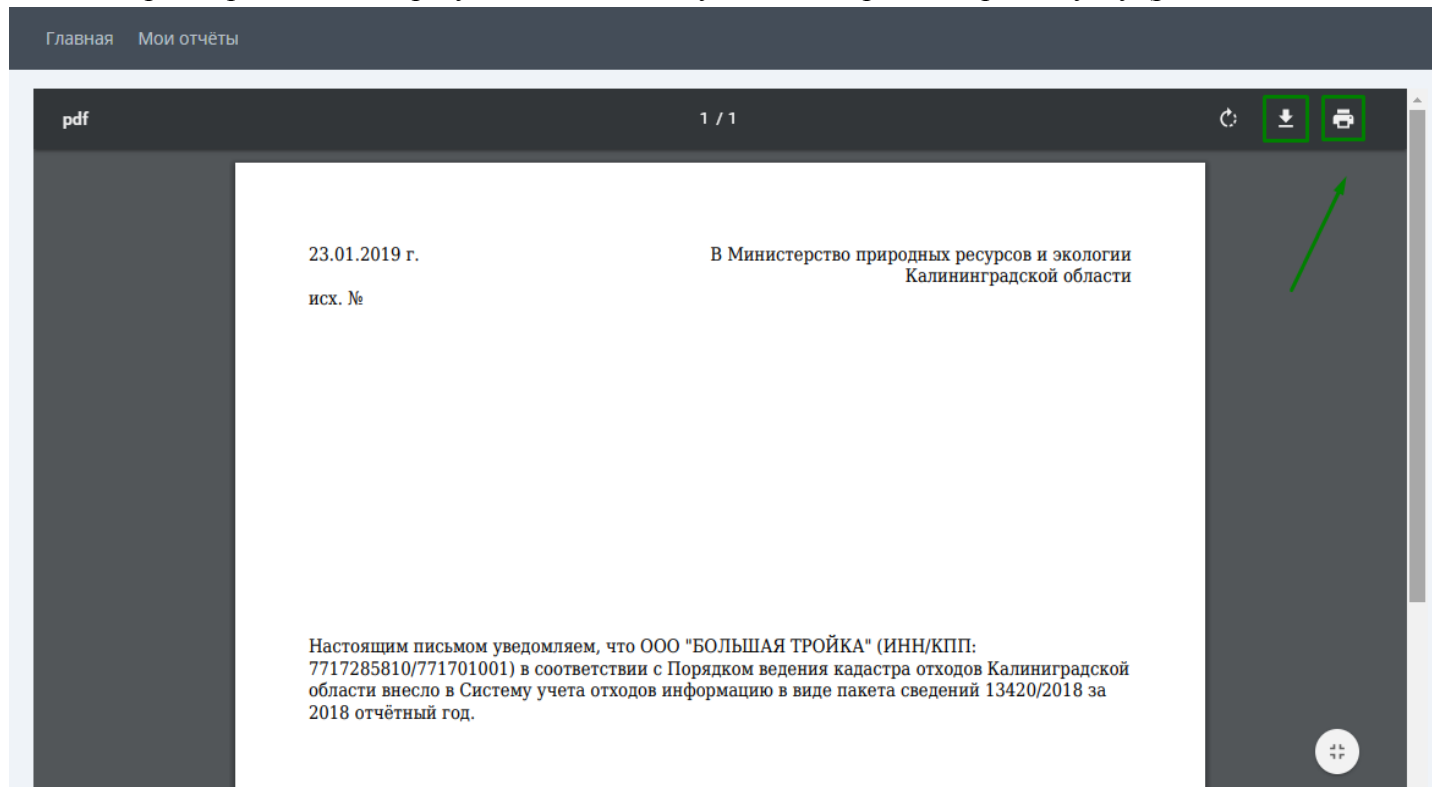 Главная Мои отчёты
pdf 1 / 1
23.01.2019 г. В Министерство природных ресурсов и экологии
Калининградской области
исх. №
Настоящим письмом уведомляем, что ООО "БОЛЬШАЯ ТРОЙКА" (ИНН/КПП:
7717285810/771701001) в соответствии с Порядком ведения кадастра отходов Калиниградской
области внесло в Систему учета отходов информацию в виде пакета сведений 13420/2018 за
2018 отчётный год.